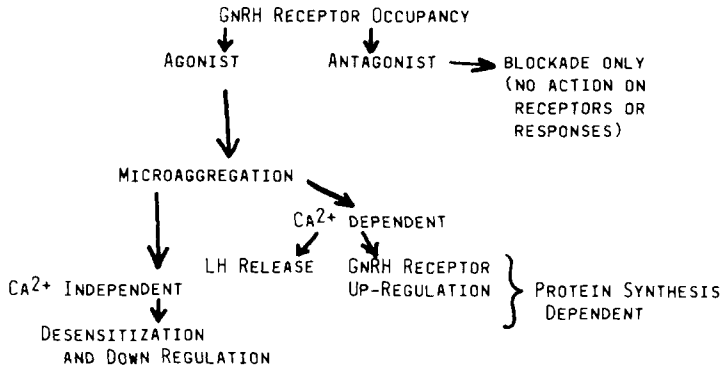 GnRH Receptor Occupancy
Agonist
Antagonist
BLOCKADE ONLY
(NO ACTION ON
RECEPTORS OR
RESPONSES)
Microaggregation
Ca2+ DEPENDENT
LH Release
GnRH Receptor
Up-Regulation
Protein Synthesis
Dependent
Ca2+ Independent
Desensitization
and Down Regulation